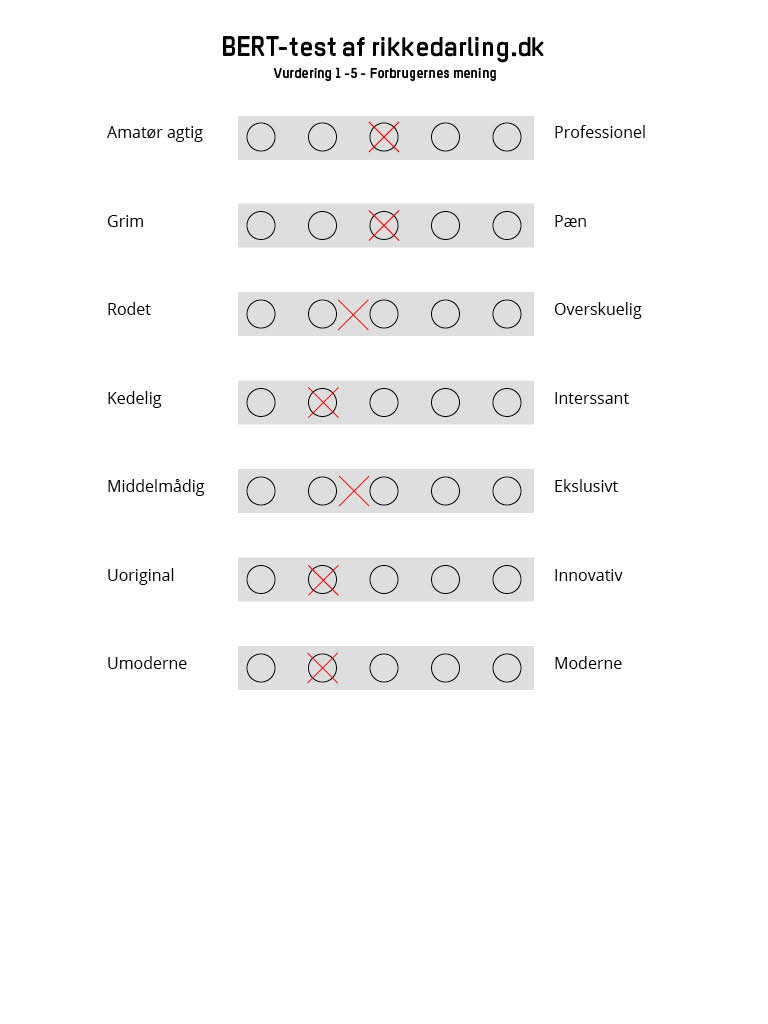 BERT-test af rikkedarling.dk
Vurdering 1 -5 - Forbrugernes mening
Amatør agtig Professionel
Grim Pæn
Rodet Overskuelig
Kedelig Interssant
Middelmådig Ekslusivt
Uoriginal Innovativ
Umoderne Moderne